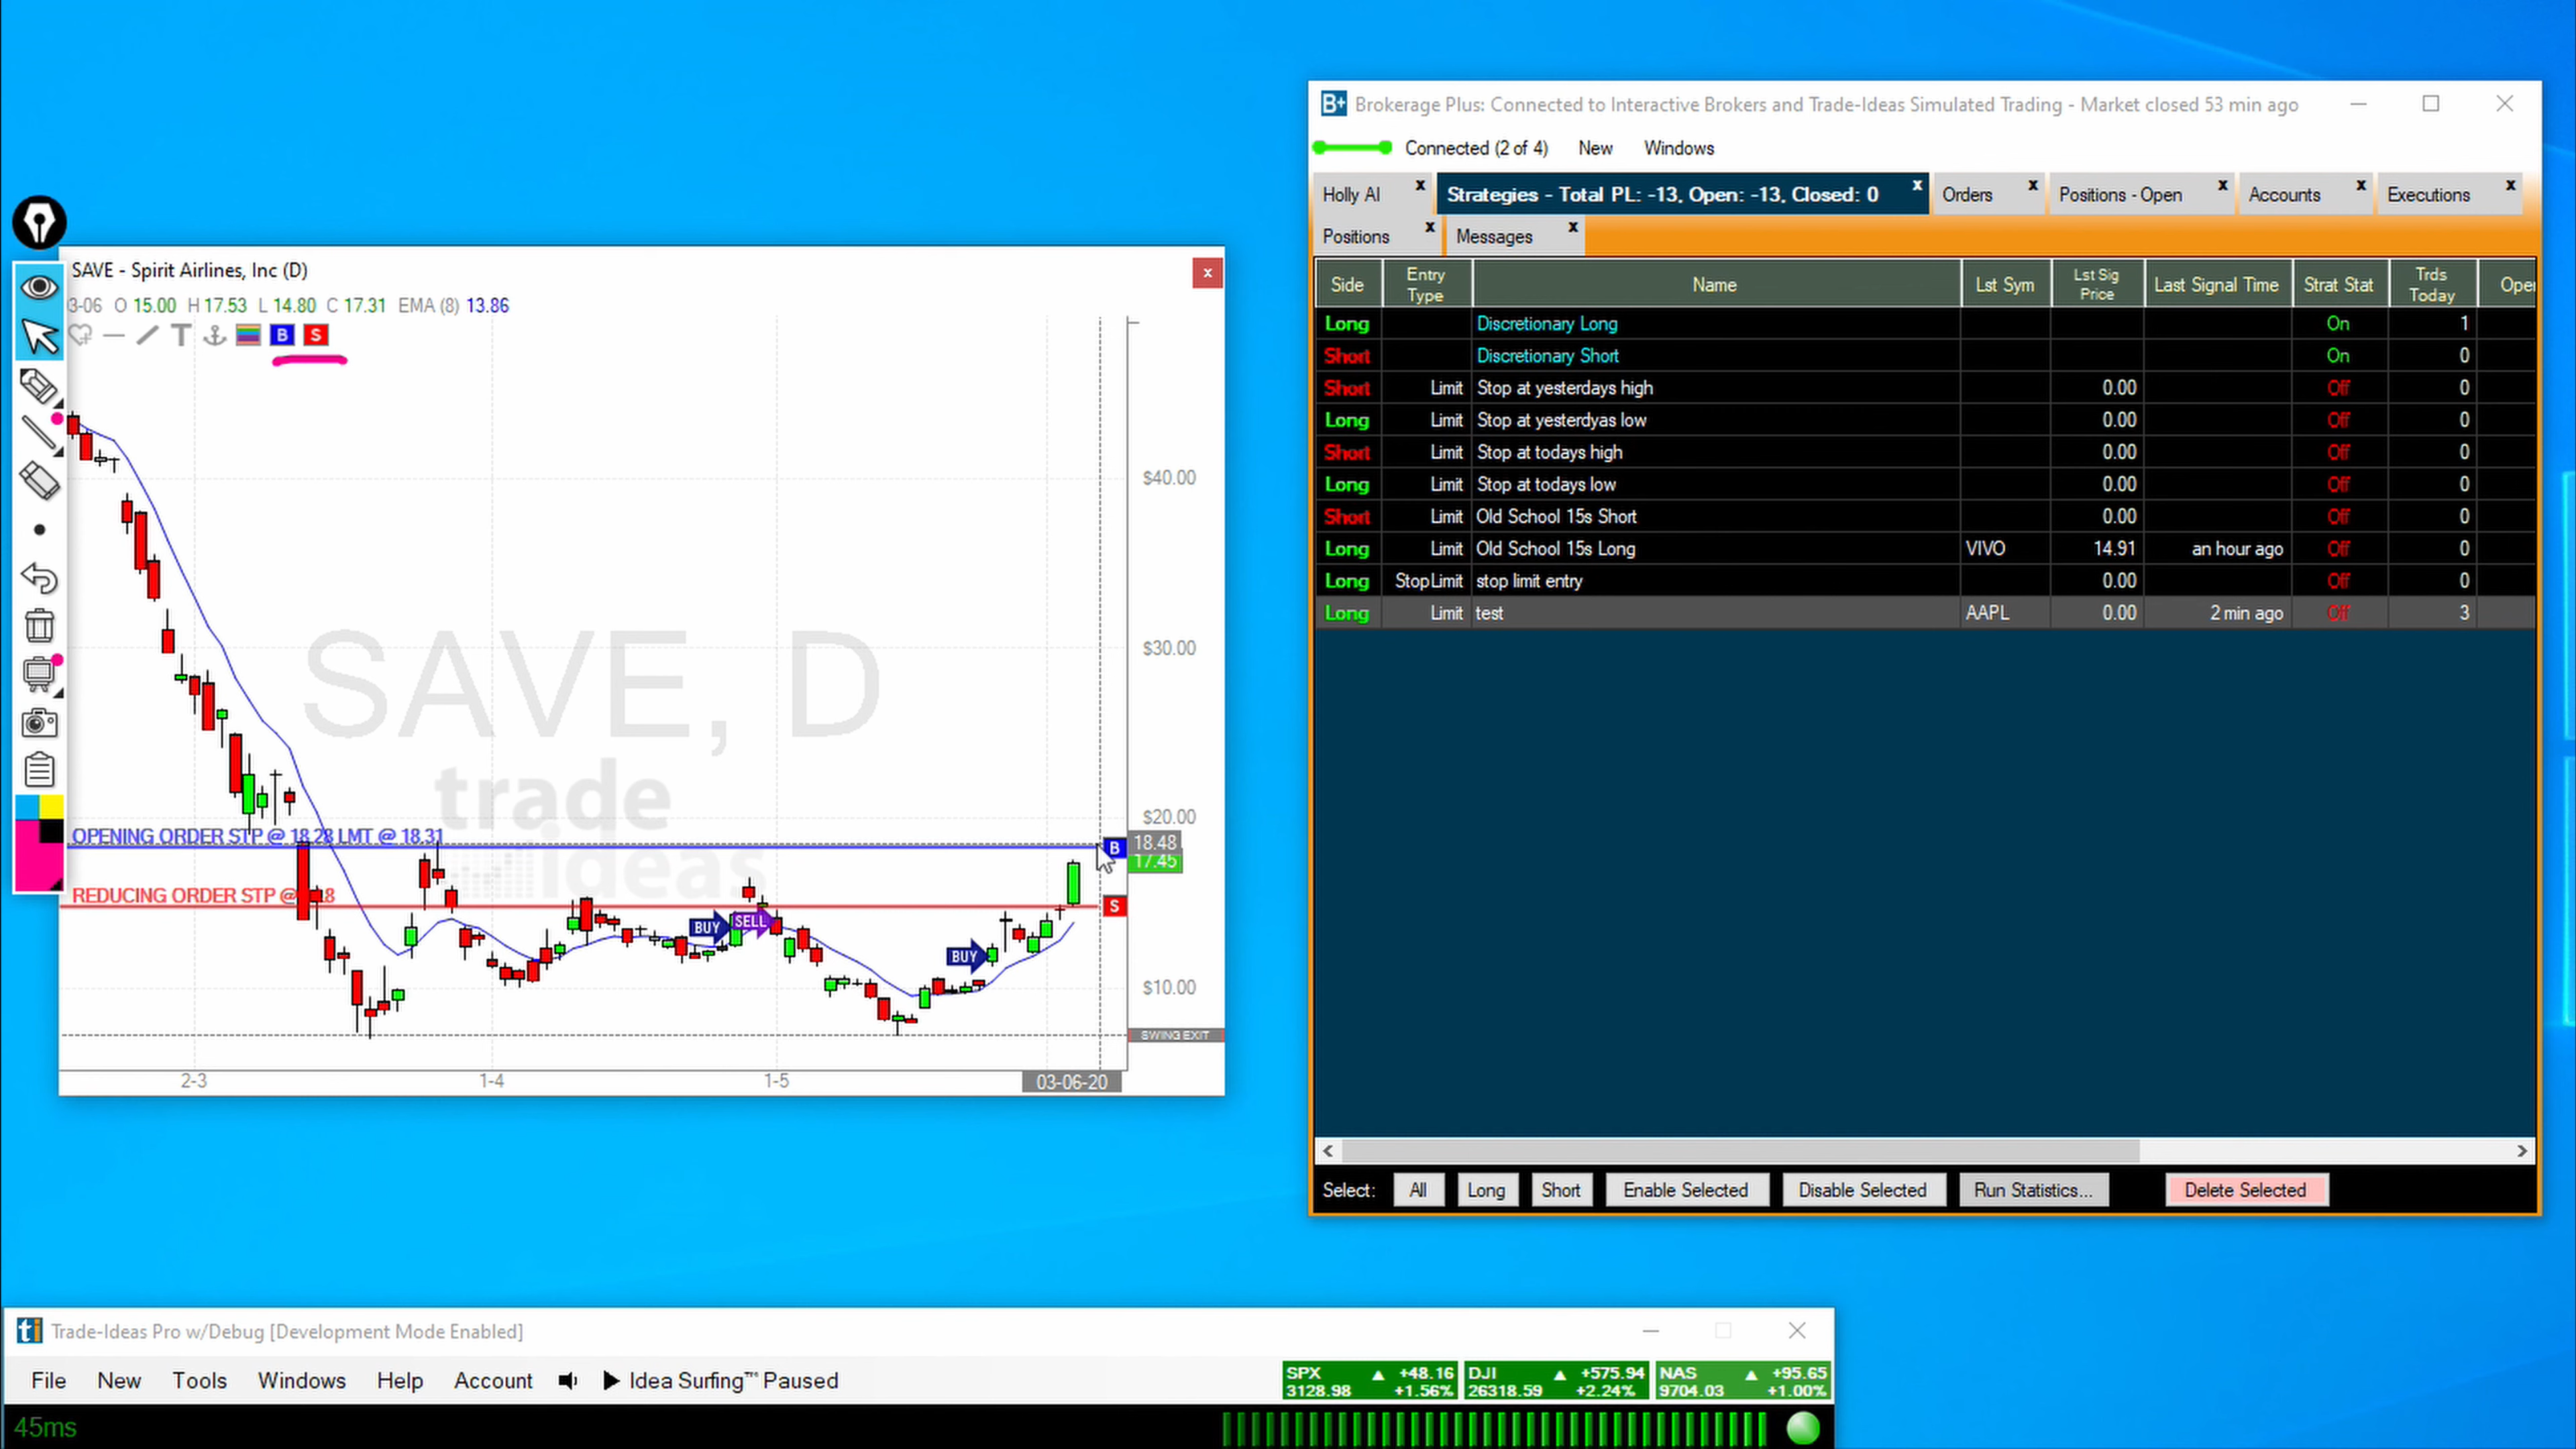 B+ Brokerage Plus: Connected to Interactive Brokers and Trade-Ideas Simulated Trading - Market closed 53 min ago
Connected (2 of 4) New Windows
Holly AI x Strategies - Total PL: -13, Open: -13, Closed: 0 x Orders x Positions - Open x Accounts x Executions x
Positions x Messages x
Side Entry Type Name Lst Sym Lst Sig Price Last Signal Time Strat Stat Trds Today Oper
Long Discretionary Long On 1
Short Discretionary Short On 0
Short Limit Stop at yesterdays high 0.00 Off 0
Long Limit Stop at yesterdyas low 0.00 Off 0
Short Limit Stop at todays high 0.00 Off 0
Long Limit Stop at todays low 0.00 Off 0
Short Limit Old School 15s Short 0.00 Off 0
Long Limit Old School 15s Long VIVO 14.91 an hour ago Off 0
Long StopLimit stop limit entry 0.00 Off 0
Long Limit test AAPL 0.00 2 min ago Off 3
Select: All Long Short Enable Selected Disable Selected Run Statistics... Delete Selected
SAVE - Spirit Airlines, Inc (D) x
3-06 O 15.00 H 17.53 L 14.80 C 17.31 EMA (8) 13.86
T B S
$40.00
$30.00
SAVE, D
trade
ideas
$20.00
OPENING ORDER STP @ 18.28 LMT @ 18.31
B 18.48
17.45
REDUCING ORDER STP @
S
BUY SELL
BUY
$10.00
SWING EXIT
2-3 1-4 1-5 03-06-20
ti Trade-Ideas Pro w/Debug [Development Mode Enabled]
File New Tools Windows Help Account Idea Surfing™ Paused
SPX ▲ +48.16 DJI ▲ +575.94 NAS ▲ +95.65
3128.98 +1.56% 26318.59 +2.24% 9704.03 +1.00%
45ms